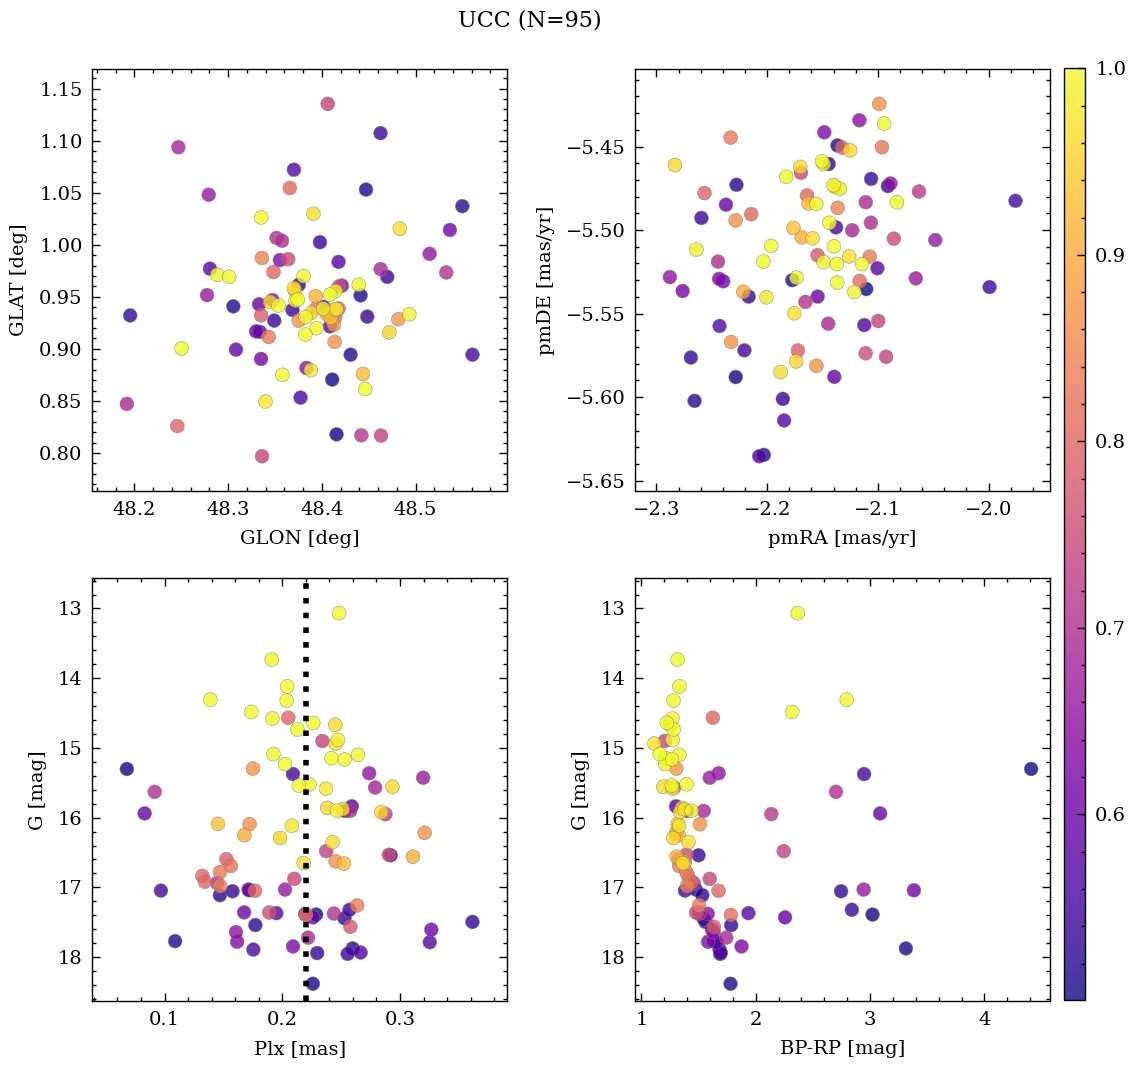 UCC (N=95)
1.15
1.10
1.05
1.00
0.95
0.90
0.85
0.80
GLAT [deg]
48.2 48.3 48.4 48.5
GLON [deg]
−5.45
−5.50
−5.55
−5.60
−5.65
pmDE [mas/yr]
−2.3 −2.2 −2.1 −2.0
pmRA [mas/yr]
1.0
0.9
0.8
0.7
0.6
13
14
15
16
17
18
G [mag]
0.1 0.2 0.3
Plx [mas]
13
14
15
16
17
18
G [mag]
1 2 3 4
BP-RP [mag]